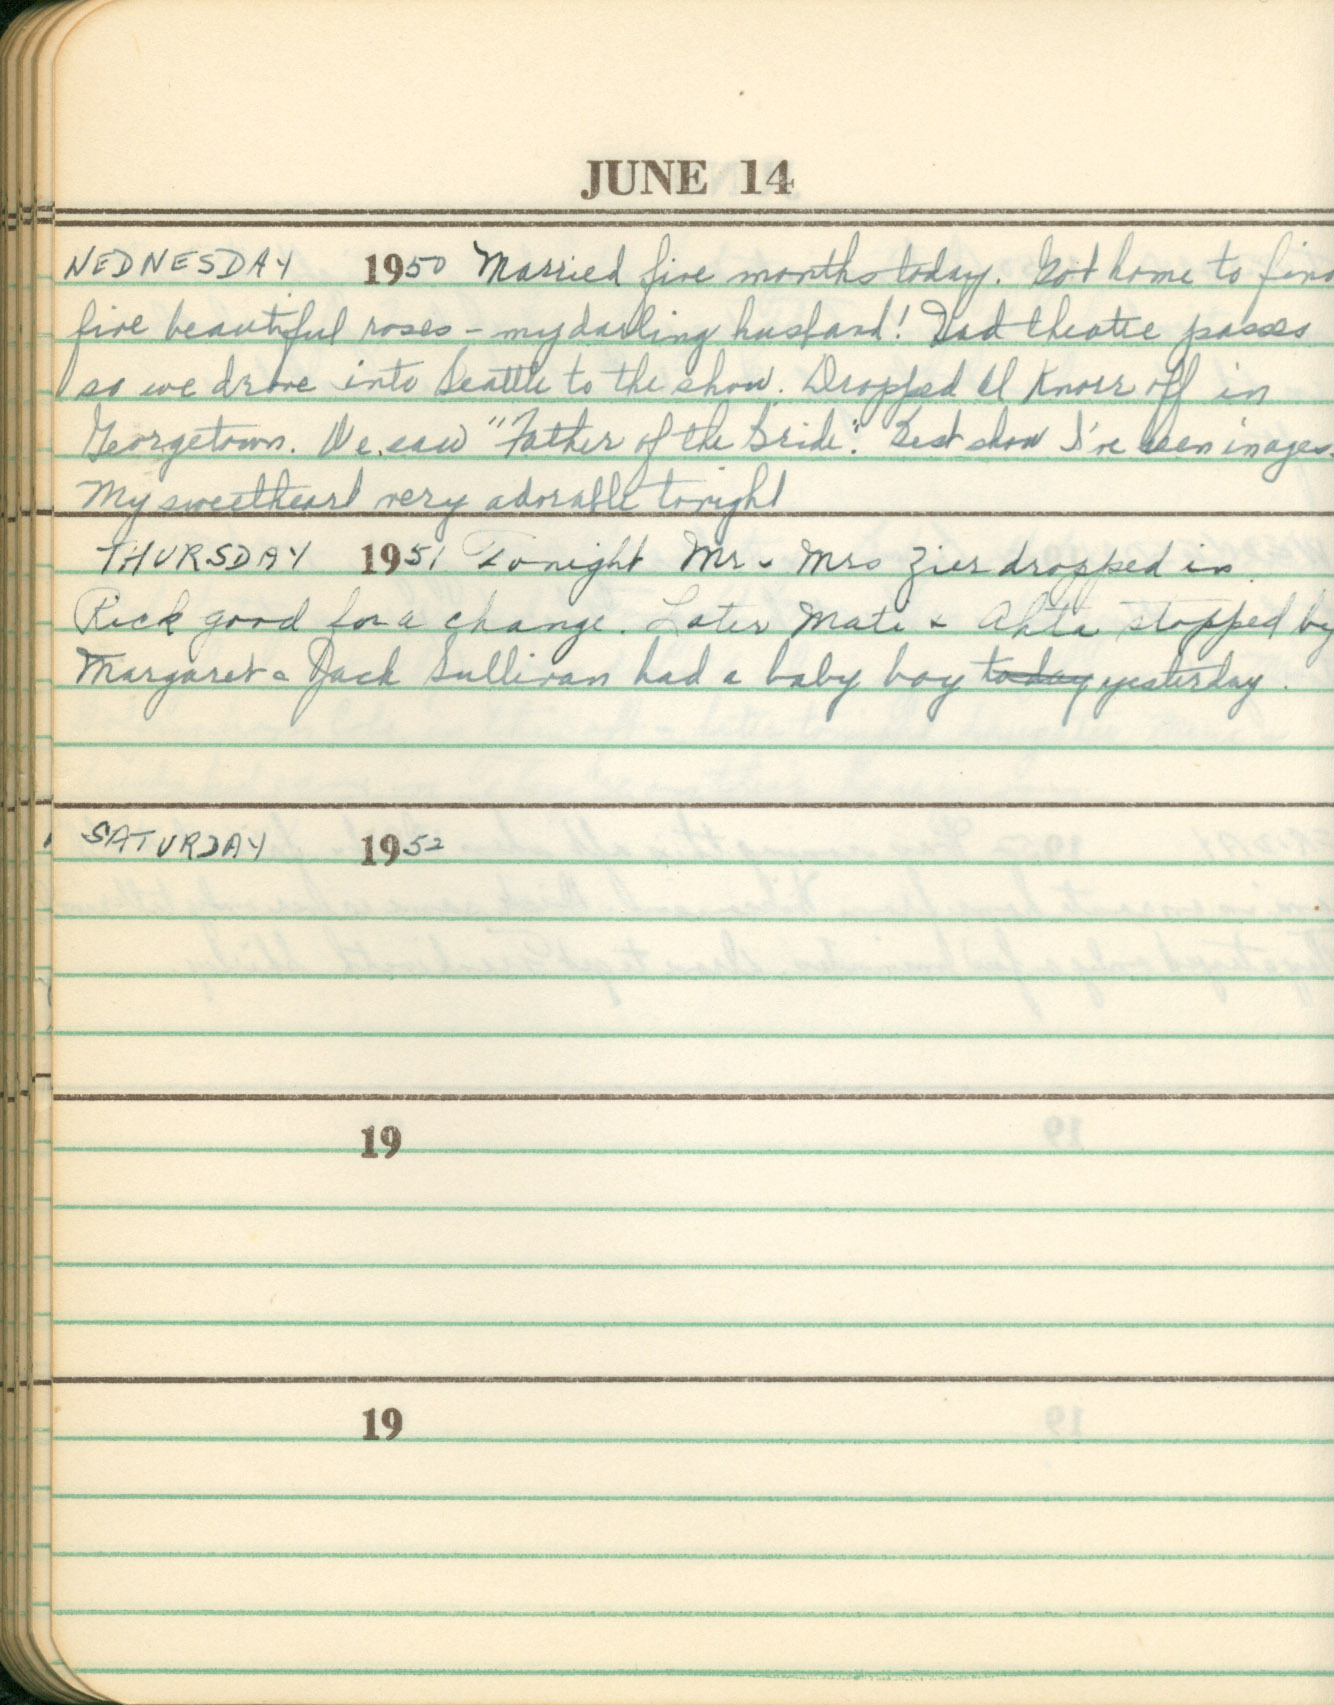 JUNE 14
WEDNESDAY 1950 Married five months today. Got home to find
five beautiful roses - my darling husband! Had theatre passes
so we drove into Seattle to the show. Dropped Al Knorr off in
Georgetown. We saw "Father of the Bride". Best show I've seen in ages.
My sweetheart very adorable tonight
THURSDAY 1951 Tonight Mr & Mrs Zier dropped in
Rick good for a change. Later Mati & Ahta stopped by
Margaret & Jack Sullivan had a baby boy today yesterday.
SATURDAY 1952
19
19